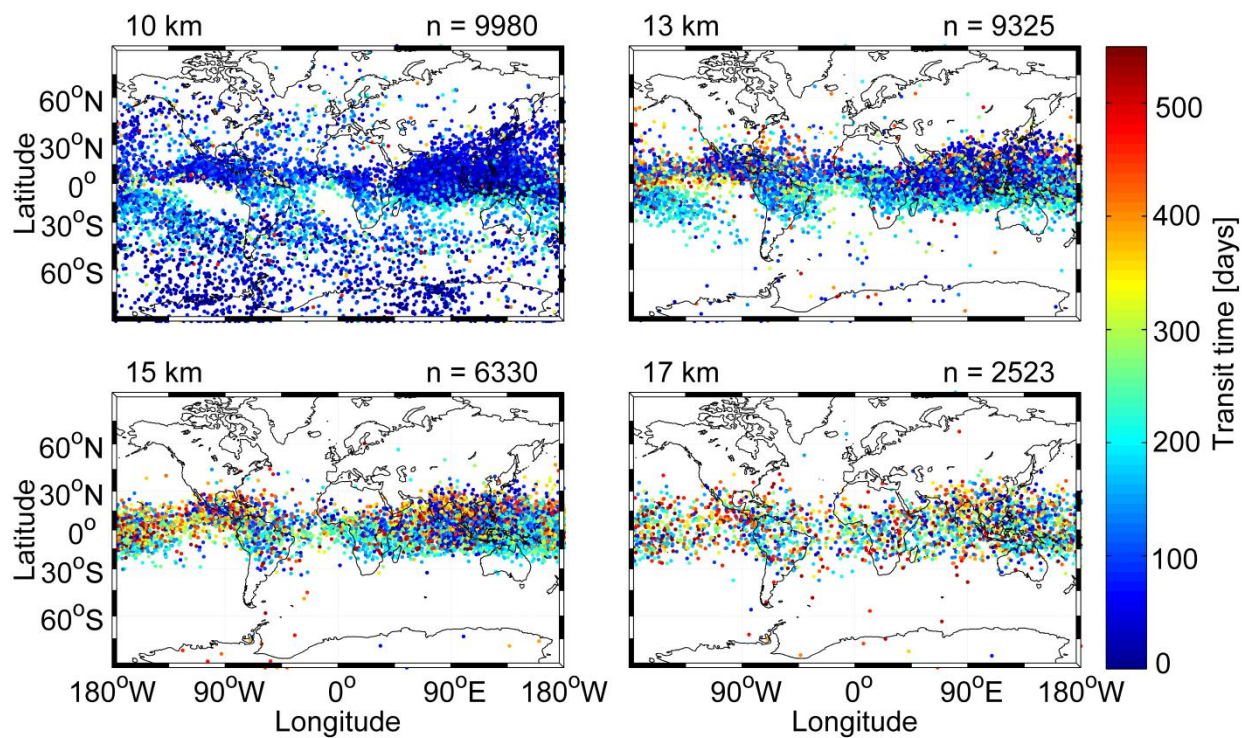 10 km n = 9980
13 km n = 9325
60°N
30°N
0°
30°S
60°S
Latitude
500
400
300
200
100
0
Transit time [days]
15 km n = 6330
17 km n = 2523
60°N
30°N
0°
30°S
60°S
Latitude
180°W 90°W 0° 90°E 180°W
Longitude
90°W 0° 90°E 180°W
Longitude